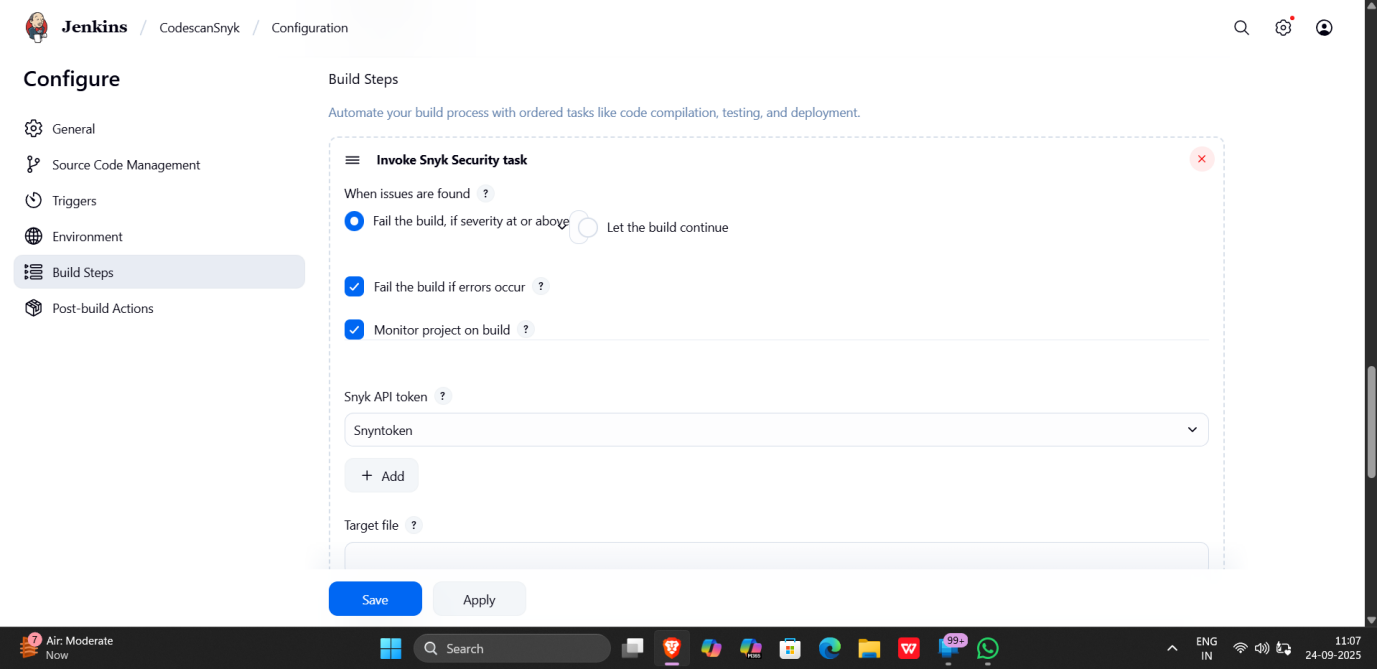 Jenkins / CodescanSnyk / Configuration
Configure
General
Source Code Management
Triggers
Environment
Build Steps
Post-build Actions
Build Steps
Automate your build process with ordered tasks like code compilation, testing, and deployment.
Invoke Snyk Security task
When issues are found ?
Fail the build, if severity at or above Let the build continue
Fail the build if errors occur ?
Monitor project on build ?
Snyk API token ?
Snyntoken
+ Add
Target file ?
Save Apply
7 Air: Moderate
Now
Search
M365
99+
ENG
IN
11:07
24-09-2025